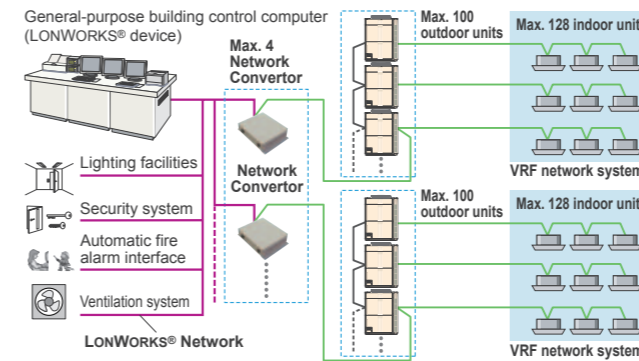 General-purpose building control computer
(LONWORKS® device)
Max. 4
Network
Convertor
Max. 100
outdoor units
Max. 128 indoor unit
VRF network system
Lighting facilities
Security system
Automatic fire
alarm interface
Ventilation system
LONWORKS® Network
Network
Convertor
Max. 100
outdoor units
Max. 128 indoor unit
VRF network system